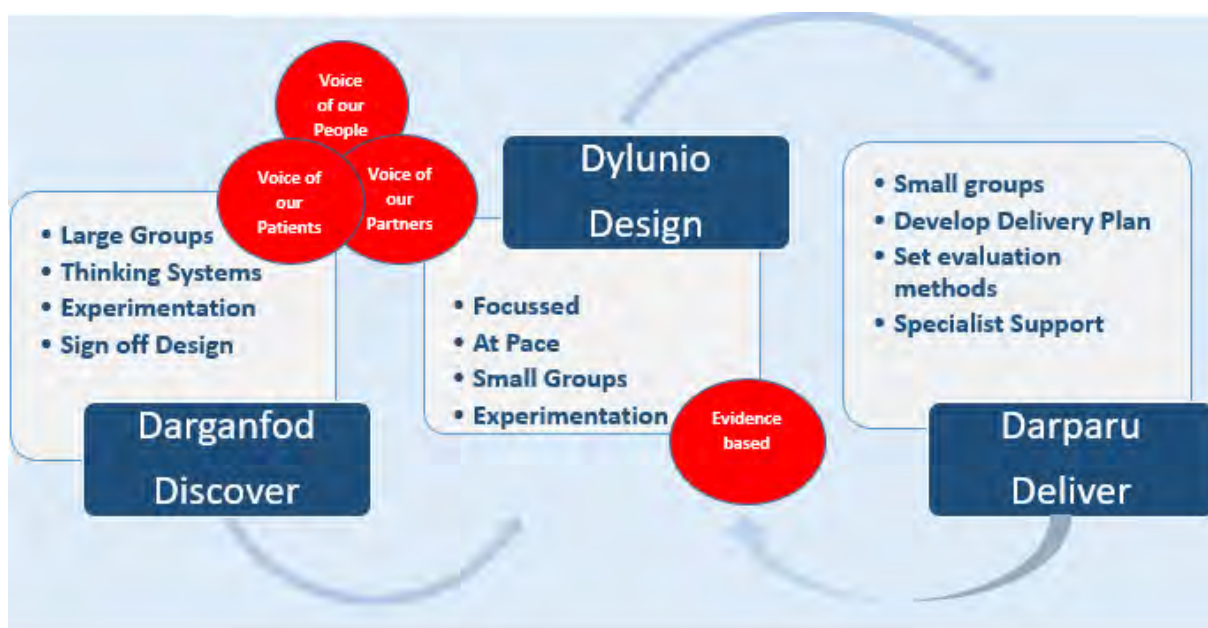 Voice
of our
People
Voice of
our
Patients
Voice of
our
Partners
• Large Groups
• Thinking Systems
• Experimentation
• Sign off Design
Darganfod
Discover
Dylunio
Design
• Focussed
• At Pace
• Small Groups
• Experimentation
Evidence
based
• Small groups
• Develop Delivery Plan
• Set evaluation
methods
• Specialist Support
Darparu
Deliver